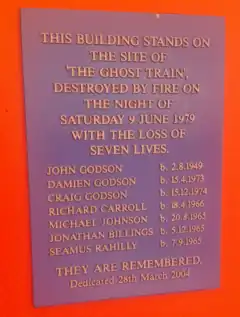 THIS BUILDING STANDS ON
THE SITE OF
'THE GHOST TRAIN',
DESTROYED BY FIRE ON
THE NIGHT OF
SATURDAY 9 JUNE 1979
WITH THE LOSS OF
SEVEN LIVES.
JOHN GODSON b. 2.8.1949
DAMIEN GODSON b. 15.4.1973
CRAIG GODSON b. 15.12.1974
RICHARD CARROLL b. 18.4.1966
MICHAEL JOHNSON b. 20.8.1965
JONATHAN BILLINGS b. 5.12.1965
SEAMUS RAHILLY b. 7.9.1965
THEY ARE REMEMBERED.
Dedicated 28th March 2004